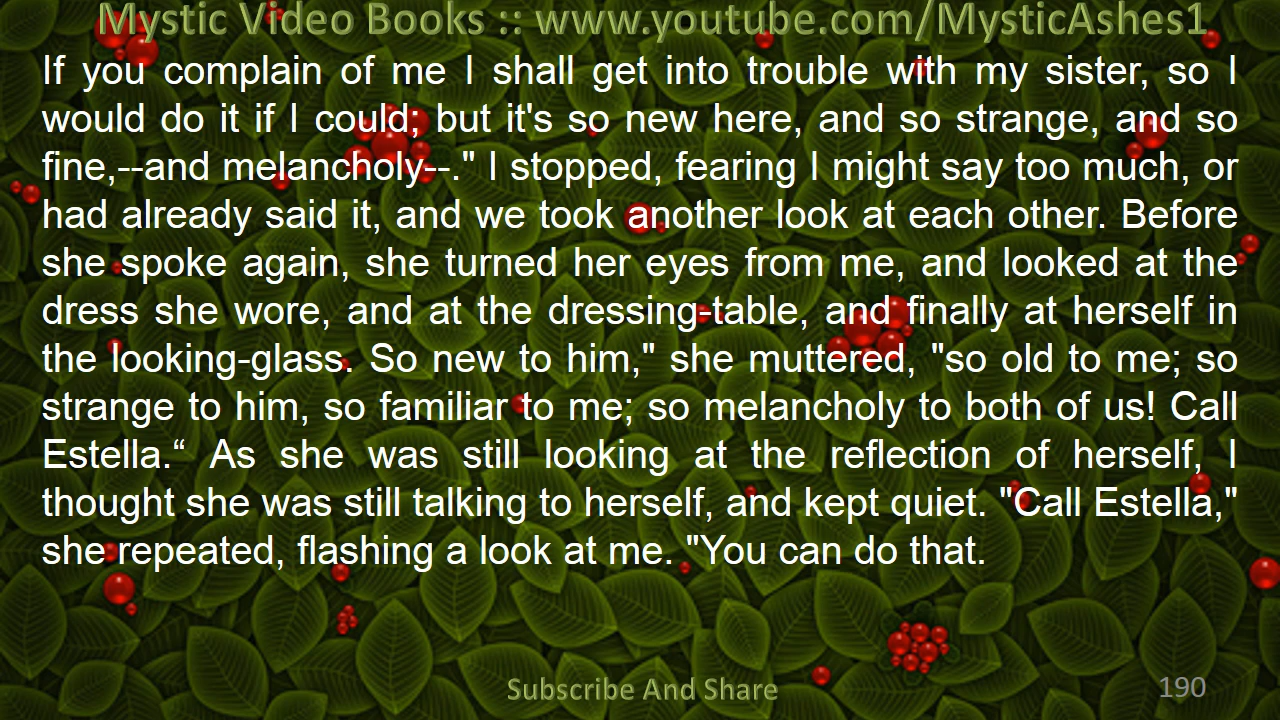 Mystic Video Books :: www.youtube.com/MysticAshes1
If you complain of me I shall get into trouble with my sister, so I
would do it if I could; but it's so new here, and so strange, and so
fine,--and melancholy--." I stopped, fearing I might say too much, or
had already said it, and we took another look at each other. Before
she spoke again, she turned her eyes from me, and looked at the
dress she wore, and at the dressing-table, and finally at herself in
the looking-glass. So new to him," she muttered, "so old to me; so
strange to him, so familiar to me; so melancholy to both of us! Call
Estella.“ As she was still looking at the reflection of herself, I
thought she was still talking to herself, and kept quiet. "Call Estella,"
she repeated, flashing a look at me. "You can do that.
Subscribe And Share
190